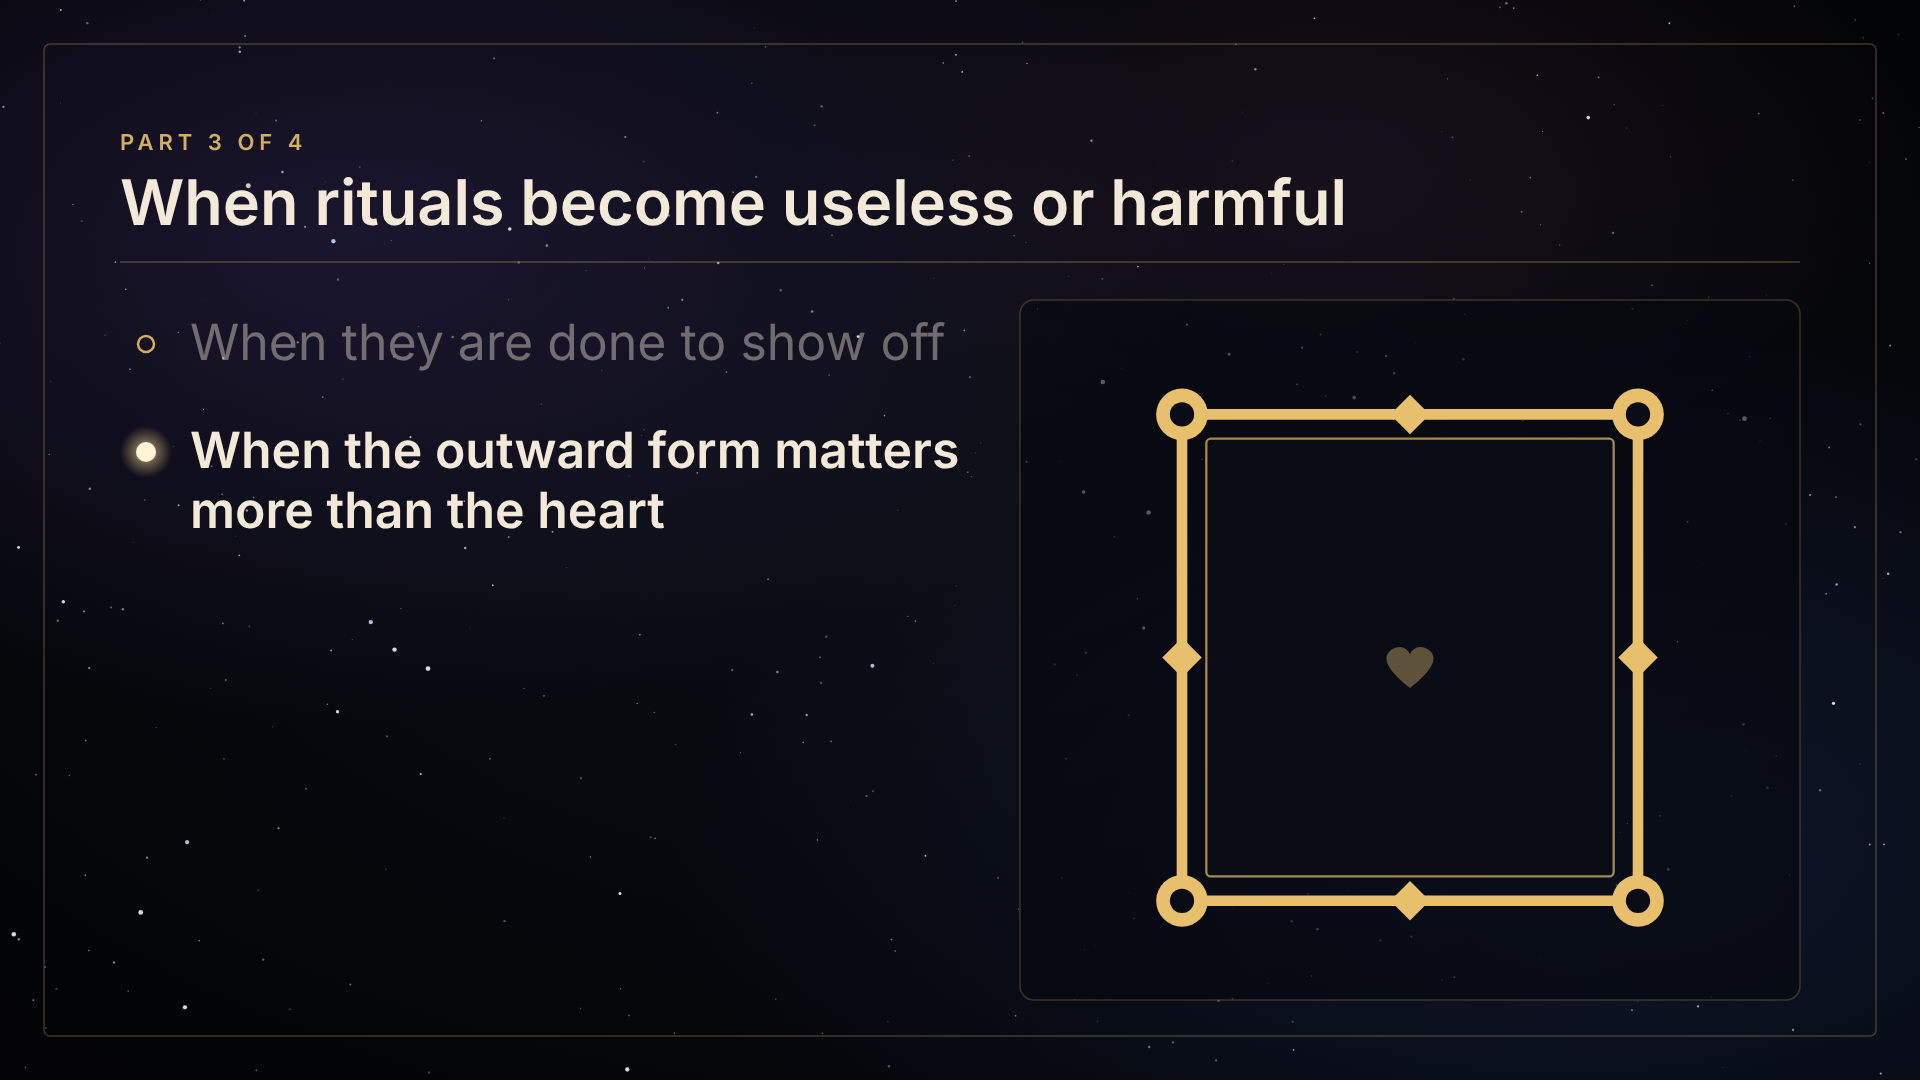 PART 3 OF 4
When rituals become useless or harmful
When they are done to show off
When the outward form matters
more than the heart